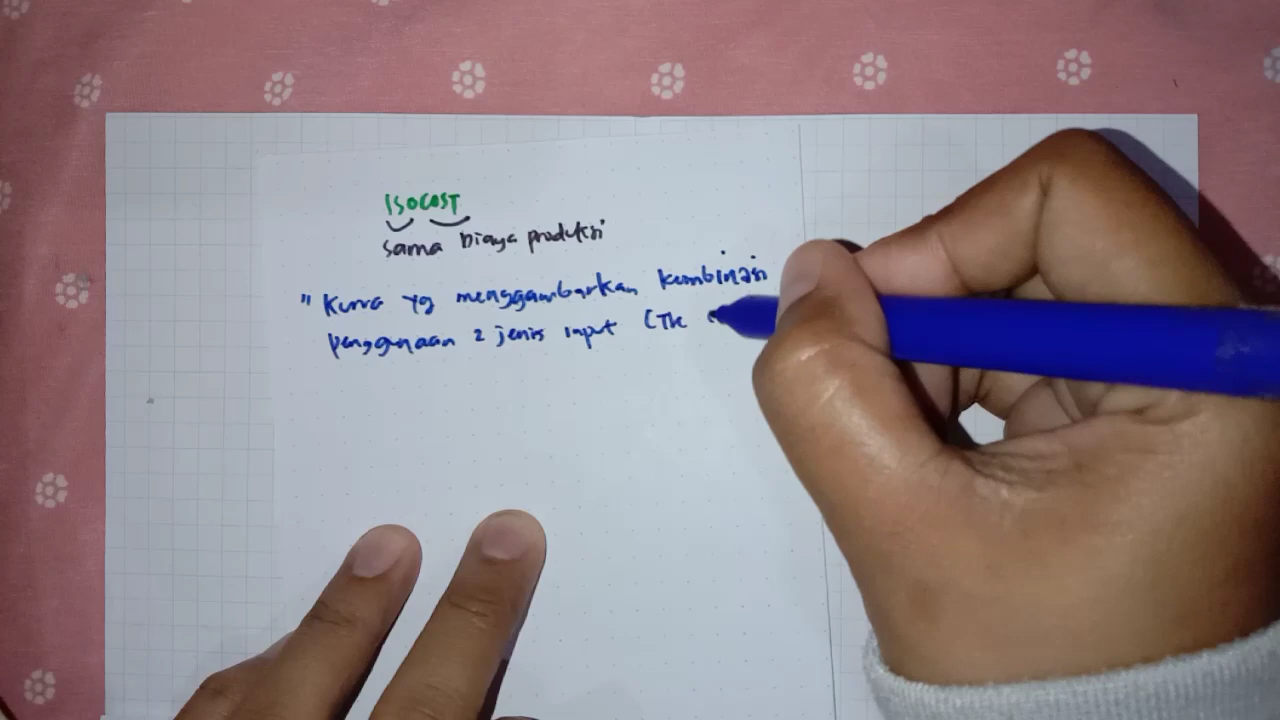 ISOCOST
sama biaya produksi
" Kurva yg menggambarkan kombinasi
penggunaan 2 jenis input (TK